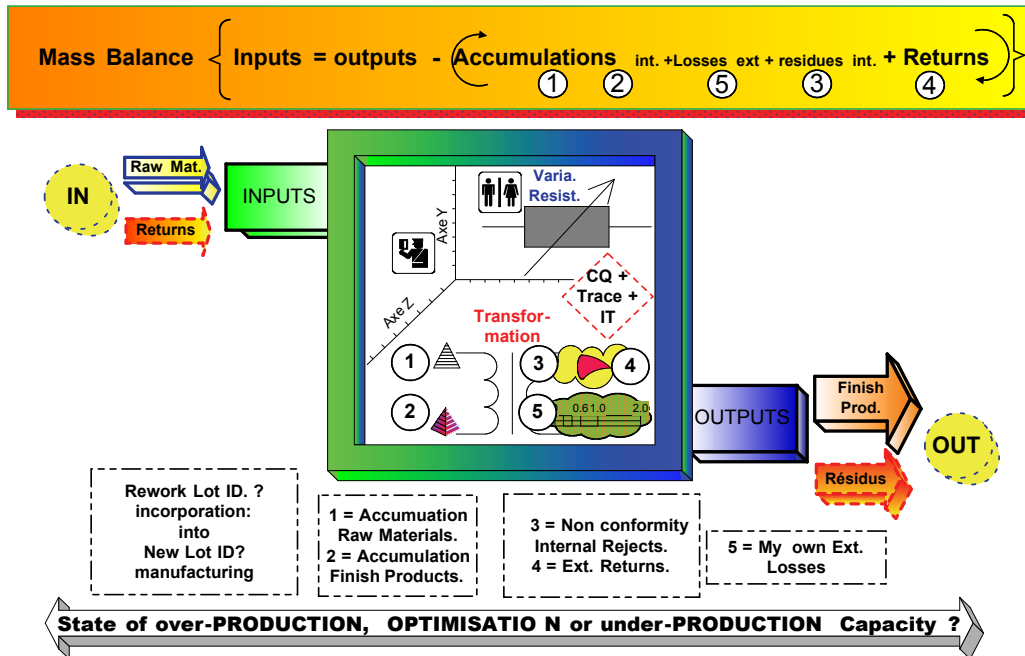 Mass Balance { Inputs = outputs - Accumulations int. +Losses ext + residues int. + Returns }
1 2 5 3 4
IN
Raw Mat.
Returns
INPUTS
Axe Y
Axe Z
Varia.
Resist.
CQ +
Trace +
IT
Transfor-
mation
1
2
3
4
5
0.61.0 2.0
OUTPUTS
Finish
Prod.
OUT
Résidus
Rework Lot ID. ?
incorporation:
into
New Lot ID?
manufacturing
1 = Accumuation
Raw Materials.
2 = Accumulation
Finish Products.
3 = Non conformity
Internal Rejects.
4 = Ext. Returns.
5 = My own Ext.
Losses
State of over-PRODUCTION, OPTIMISATIO N or under-PRODUCTION Capacity ?